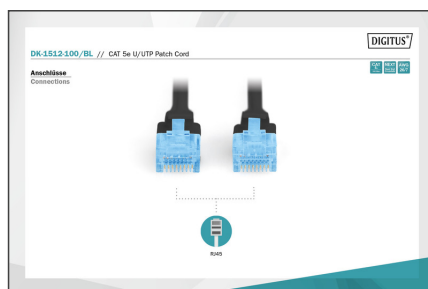 DIGITUS®
DK-1512-100/BL // CAT 5e U/UTP Patch Cord
Anschlüsse
Connections
RJ45